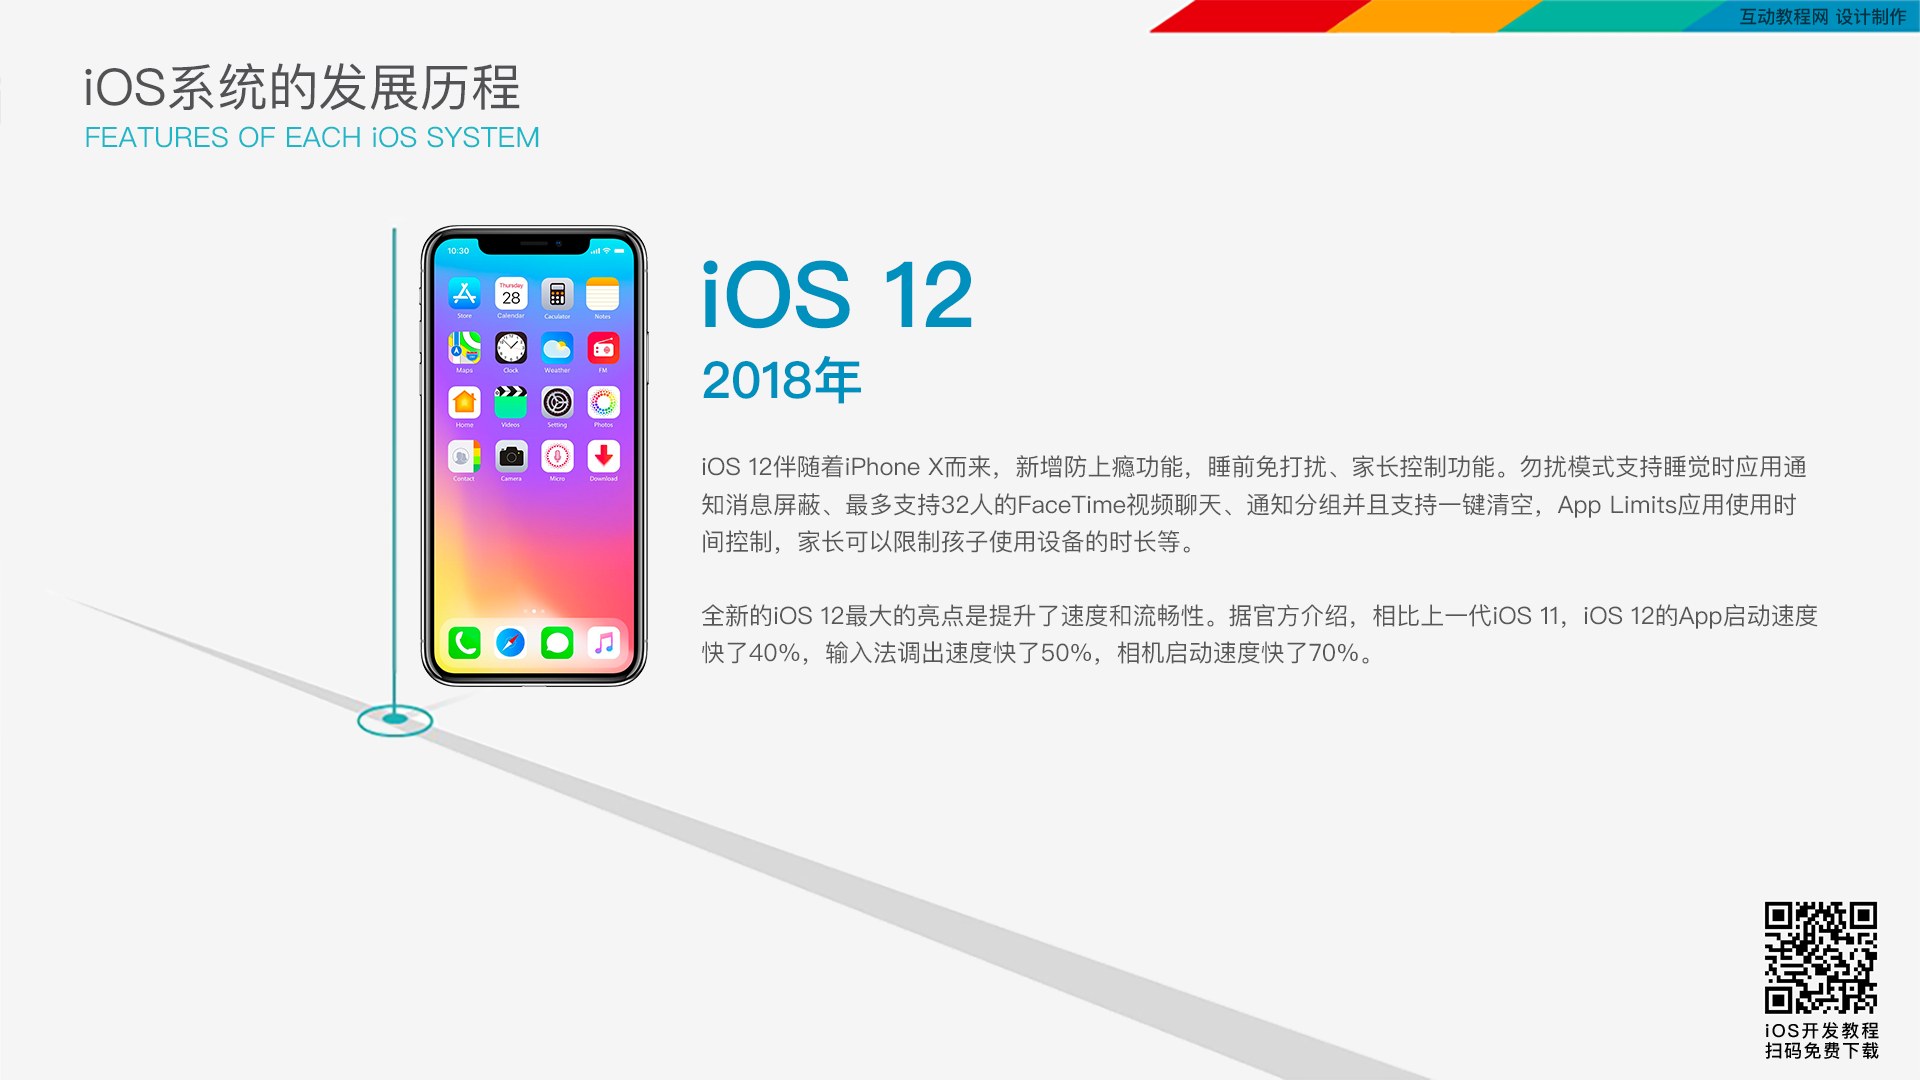 互动教程网 设计制作
iOS系统的发展历程
FEATURES OF EACH iOS SYSTEM
10:30
Thursday
28
Store
Calendar
Caculator
Notes
Maps
Clock
Weather
FM
Home
Videos
Setting
Photos
Contact
Camera
Micro
Download
iOS 12
2018年
iOS 12伴随着iPhone X而来，新增防上瘾功能，睡前免打扰、家长控制功能。勿扰模式支持睡觉时应用通
知消息屏蔽、最多支持32人的FaceTime视频聊天、通知分组并且支持一键清空，App Limits应用使用时
间控制，家长可以限制孩子使用设备的时长等。
全新的iOS 12最大的亮点是提升了速度和流畅性。据官方介绍，相比上一代iOS 11，iOS 12的App启动速度
快了40%，输入法调出速度快了50%，相机启动速度快了70%。
iOS开发教程
扫码免费下载